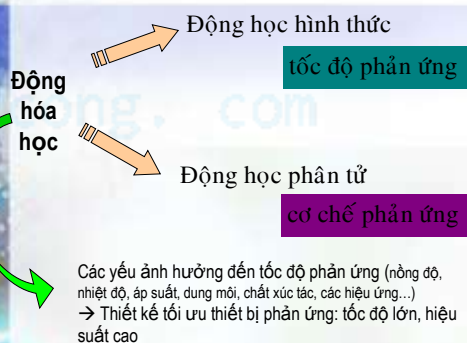 Động học hình thức
tốc độ phản ứng
Động
hóa
học
ong. com
Động học phân tử
cơ chế phản ứng
Các yếu ảnh hưởng đến tốc độ phản ứng (nồng độ,
nhiệt độ, áp suất, dung môi, chất xúc tác, các hiệu ứng...)
→ Thiết kế tối ưu thiết bị phản ứng: tốc độ lớn, hiệu
suất cao